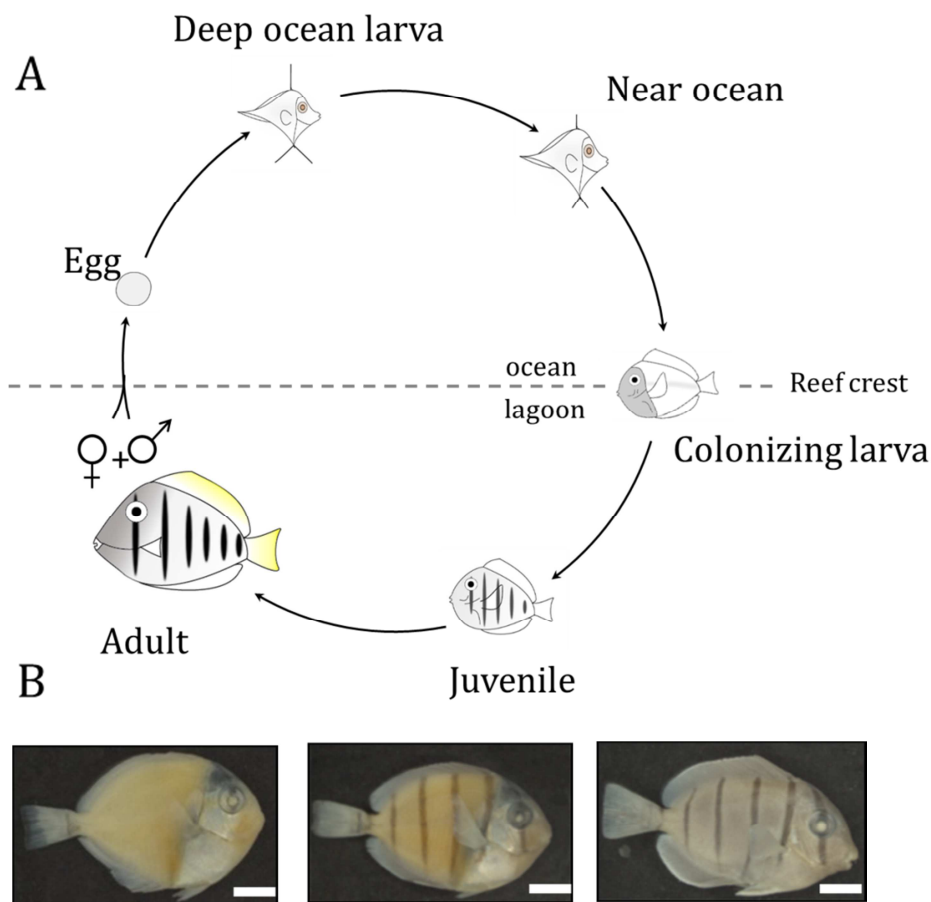 Deep ocean larva
A
Near ocean
Egg
ocean
Reef crest
lagoon
Colonizing larva
Adult
Juvenile
B